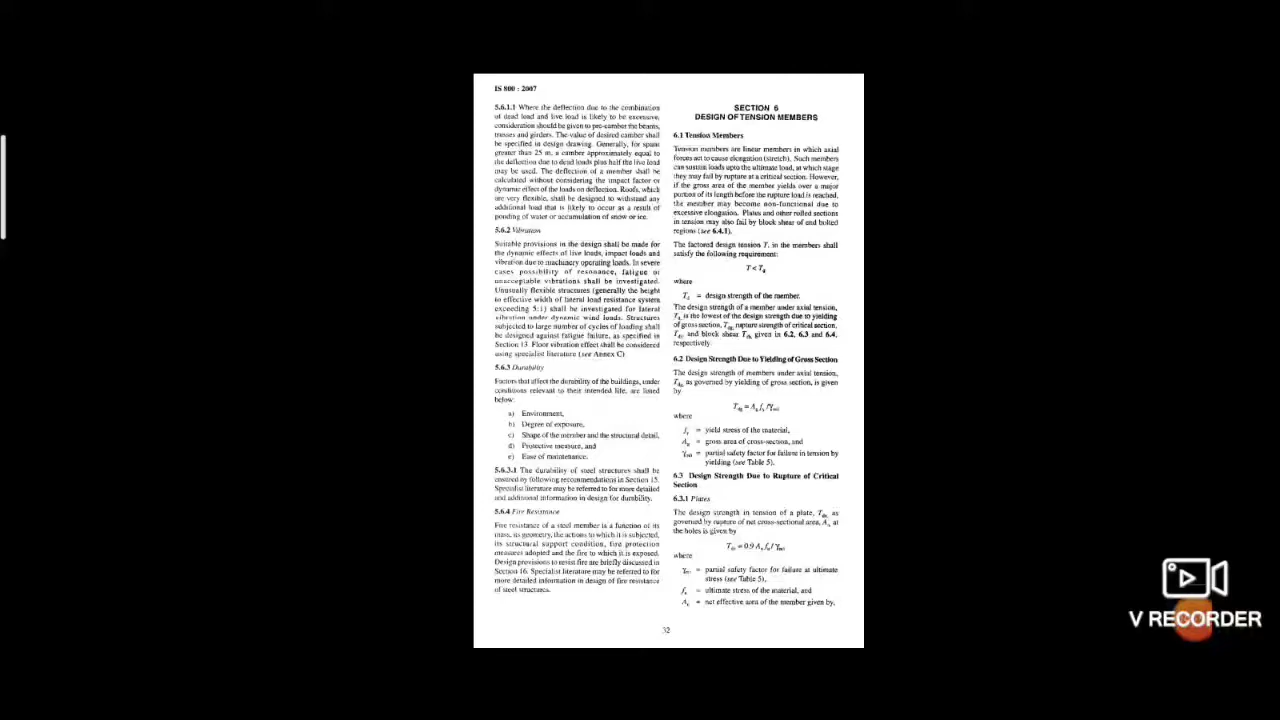 IS 800 : 2007
5.6.1.1 Where the deflection due to the combination
of dead load and live load is likely to be excessive,
consideration should be given to pre-camber the beams,
trusses and girders. The value of desired camber shall
be specified in design drawing. Generally, for spans
greater than 25 m, a camber approximately equal to
the deflection due to dead loads plus half the live load
may be used. The deflection of a member shall be
calculated without considering the impact factor or
dynamic effect of the loads on deflection. Roofs, which
are very flexible, shall be designed to withstand any
additional load that is likely to occur as a result of
ponding of water or accumulation of snow or ice.
5.6.2 Vibration
Suitable provisions in the design shall be made for
the dynamic effects of live loads, impact loads and
vibration due to machinery operating loads. In severe
cases possibility of resonance, fatigue or
unacceptable vibrations shall be investigated.
Unusually flexible structures (generally the height
to effective width of lateral load resistance system
exceeding 5:1) shall be investigated for lateral
vibration under dynamic wind loads. Structures
subjected to large number of cycles of loading shall
be designed against fatigue failure, as specified in
Section 13. Floor vibration effect shall be considered
using specialist literature (see Annex C).
5.6.3 Durability
Factors that affect the durability of the buildings, under
conditions relevant to their intended life, are listed
below:
a) Environment,
b) Degree of exposure,
c) Shape of the member and the structural detail,
d) Protective measure, and
e) Ease of maintenance.
5.6.3.1 The durability of steel structures shall be
ensured by following recommendations in Section 15.
Specialist literature may be referred to for more detailed
and additional information in design for durability.
5.6.4 Fire Resistance
Fire resistance of a steel member is a function of its
mass, its geometry, the actions to which it is subjected,
its structural support condition, fire protection
measures adopted and the fire to which it is exposed.
Design provisions to resist fire are briefly discussed in
Section 16. Specialist literature may be referred to for
more detailed information in design of fire resistance
of steel structures.
SECTION 6
DESIGN OF TENSION MEMBERS
6.1 Tension Members
Tension members are linear members in which axial
forces act to cause elongation (stretch). Such members
can sustain loads upto the ultimate load, at which stage
they may fail by rupture at a critical section. However,
if the gross area of the member yields over a major
portion of its length before the rupture load is reached,
the member may become non-functional due to
excessive elongation. Plates and other rolled sections
in tension may also fail by block shear of end bolted
regions (see 6.4.1).
The factored design tension T, in the members shall
satisfy the following requirement:
T < Td
where
Td = design strength of the member.
The design strength of a member under axial tension,
Td, is the lowest of the design strength due to yielding
of gross section, Tdg, rupture strength of critical section,
Tdn and block shear Tdb, given in 6.2, 6.3 and 6.4,
respectively.
6.2 Design Strength Due to Yielding of Gross Section
The design strength of members under axial tension,
Tdg, as governed by yielding of gross section, is given
by
Tdg = Ag fy /γm0
where
fy = yield stress of the material,
Ag = gross area of cross-section, and
γm0 = partial safety factor for failure in tension by
yielding (see Table 5).
6.3 Design Strength Due to Rupture of Critical
Section
6.3.1 Plates
The design strength in tension of a plate, Tdn, as
governed by rupture of net cross-sectional area, An, at
the holes is given by
Tdn = 0.9 An fu / γm1
where
γm1 = partial safety factor for failure at ultimate
stress (see Table 5),
fu = ultimate stress of the material, and
An = net effective area of the member given by,
32
V RECORDER